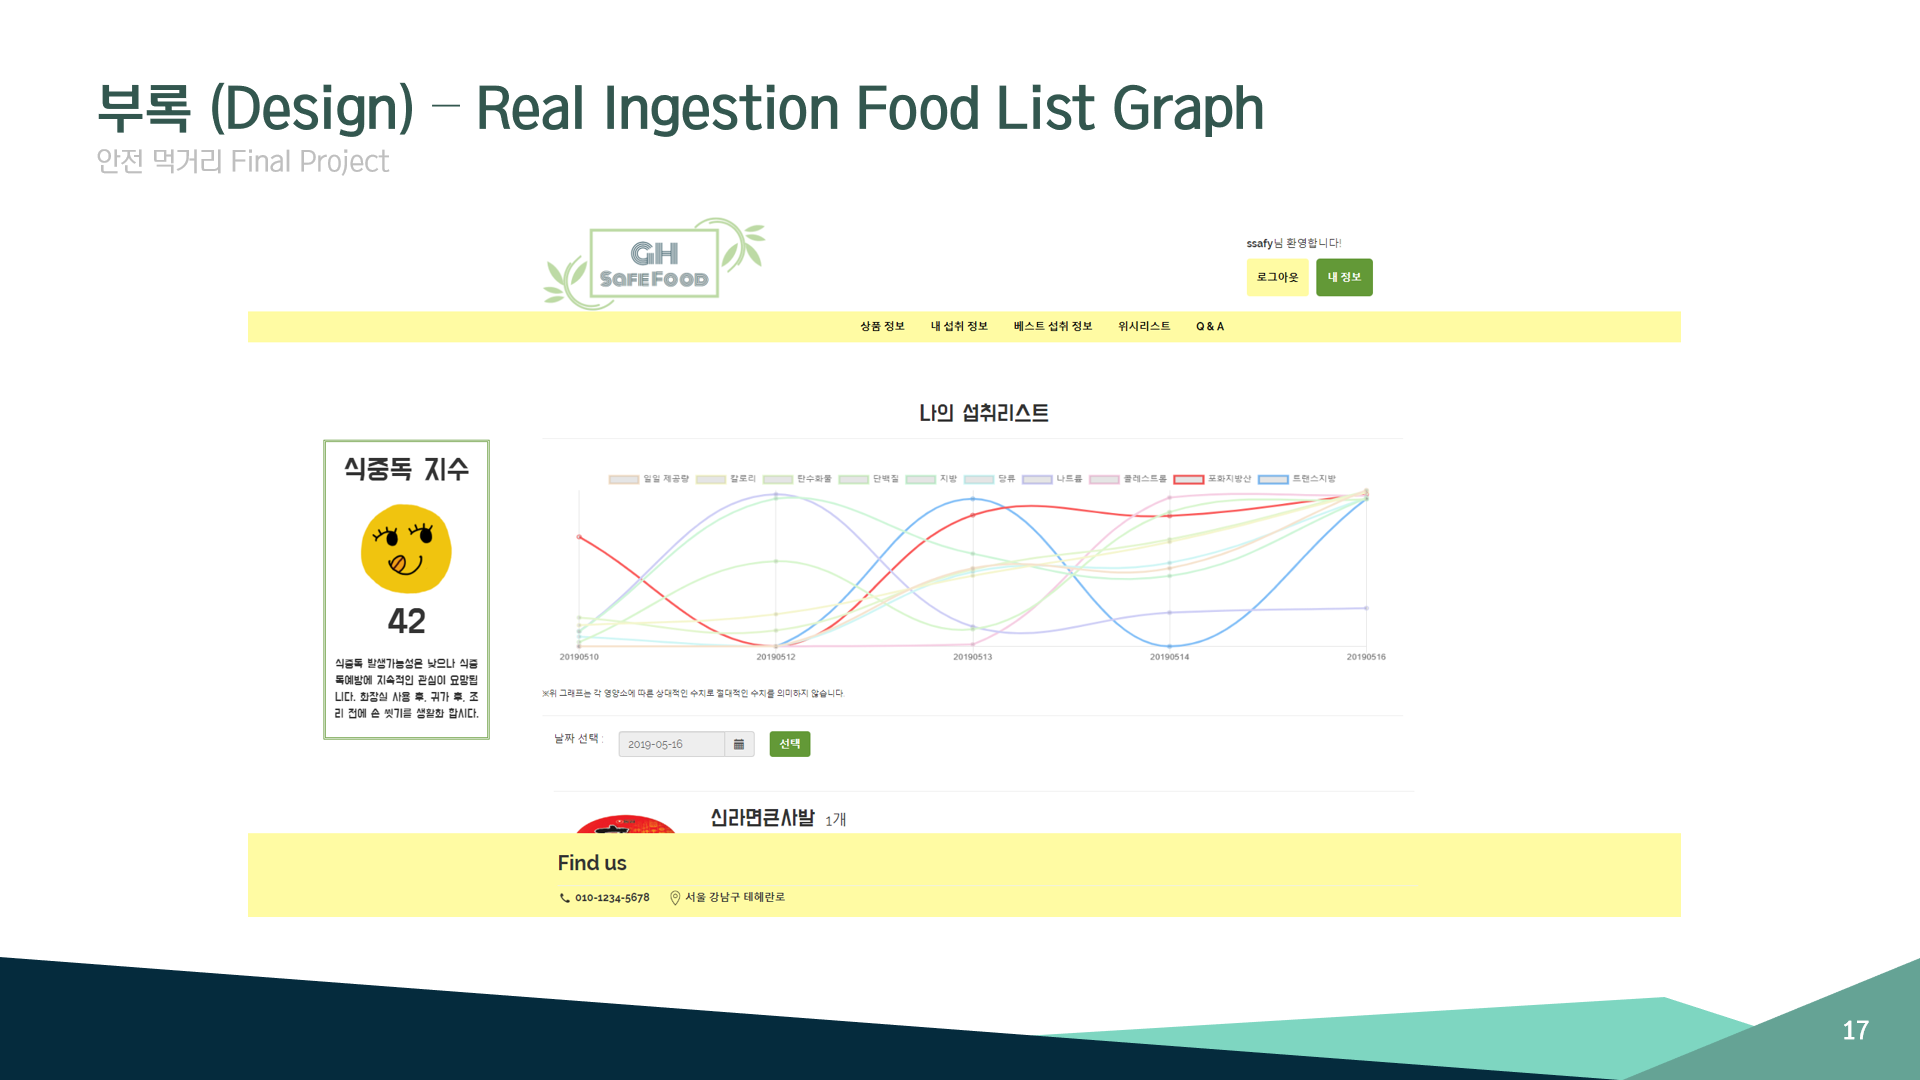 부록 (Design) – Real Ingestion Food List Graph
안전 먹거리 Final Project
GH
SAFE FOOD
ssafy님 환영합니다!
로그아웃 내 정보
상품 정보 내 섭취 정보 베스트 섭취 정보 위시리스트 Q & A
나의 섭취리스트
식중독 지수
42
식중독 발생가능성은 낮으나 식중
독예방에 지속적인 관심이 요망됩
니다. 화장실 사용 후, 귀가 후, 조
리 전에 손 씻기를 생활화 합시다.
일일 제공량 칼로리 탄수화물 단백질 지방 당류 나트륨 콜레스트롤 포화지방산 트랜스지방
20190510 20190512 20190513 20190514 20190516
※위 그래프는 각 영양소에 따른 상대적인 수치로 절대적인 수치를 의미하지 않습니다.
날짜 선택 : 2019-05-16 선택
신라면큰사발 1개
Find us
010-1234-5678 서울 강남구 테헤란로
17